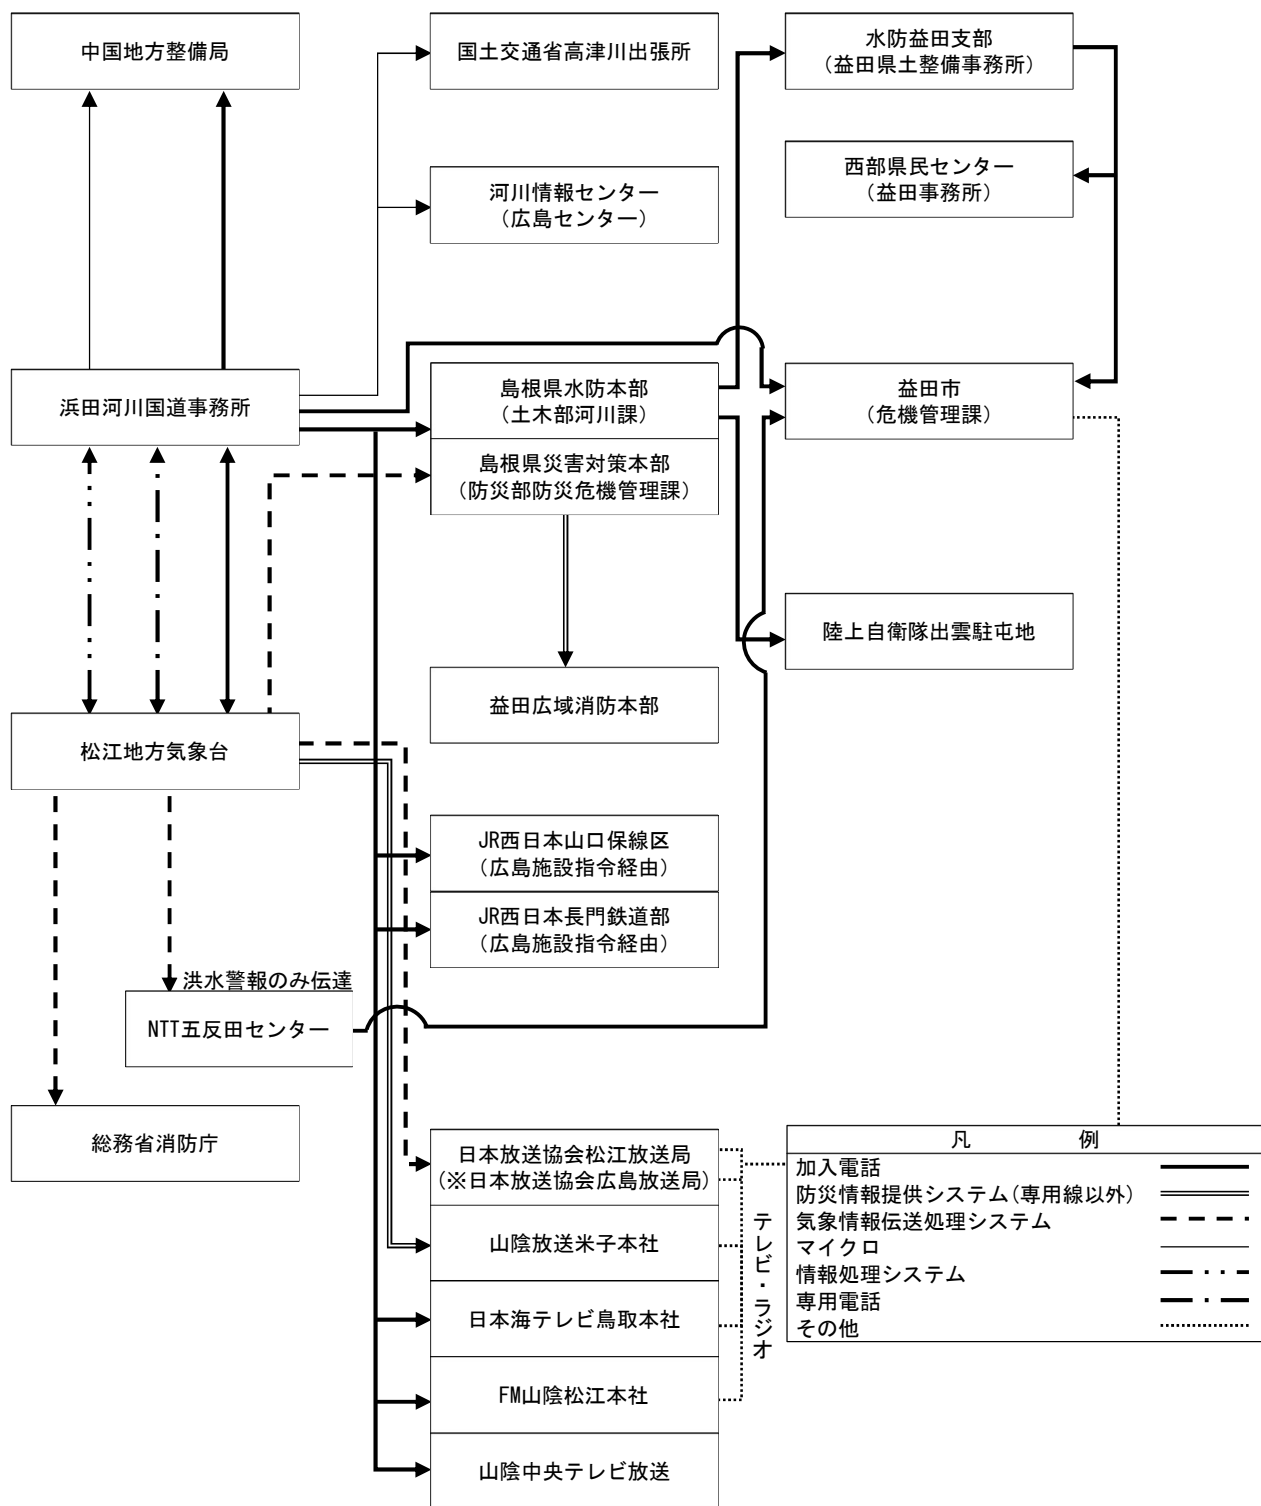 中国地方整備局
国土交通省高津川出張所
水防益田支部
（益田県土整備事務所）
河川情報センター
（広島センター）
西部県民センター
（益田事務所）
浜田河川国道事務所
島根県水防本部
（土木部河川課）
益田市
（危機管理課）
島根県災害対策本部
（防災部防災危機管理課）
陸上自衛隊出雲駐屯地
益田広域消防本部
松江地方気象台
JR西日本山口保線区
（広島施設指令経由）
JR西日本長門鉄道部
（広島施設指令経由）
洪水警報のみ伝達
NTT五反田センター
総務省消防庁
日本放送協会松江放送局
(※日本放送協会広島放送局)
山陰放送米子本社
日本海テレビ鳥取本社
FM山陰松江本社
山陰中央テレビ放送
テレビ・ラジオ
凡　例
加入電話
防災情報提供システム(専用線以外)
気象情報伝送処理システム
マイクロ
情報処理システム
専用電話
その他